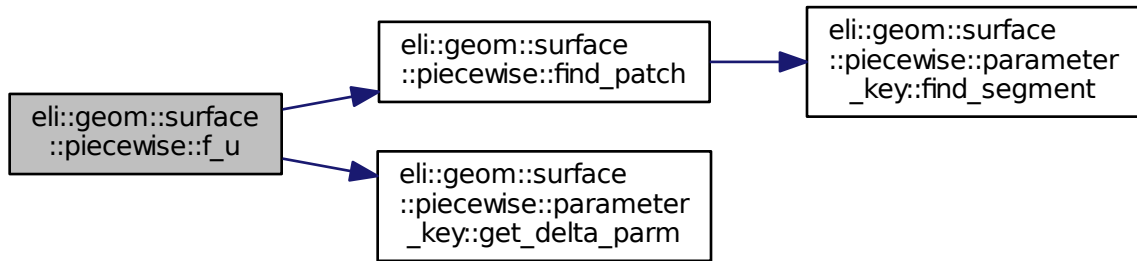 eli::geom::surface
::piecewise::f_u
eli::geom::surface
::piecewise::find_patch
eli::geom::surface
::piecewise::parameter
_key::find_segment
eli::geom::surface
::piecewise::parameter
_key::get_delta_parm